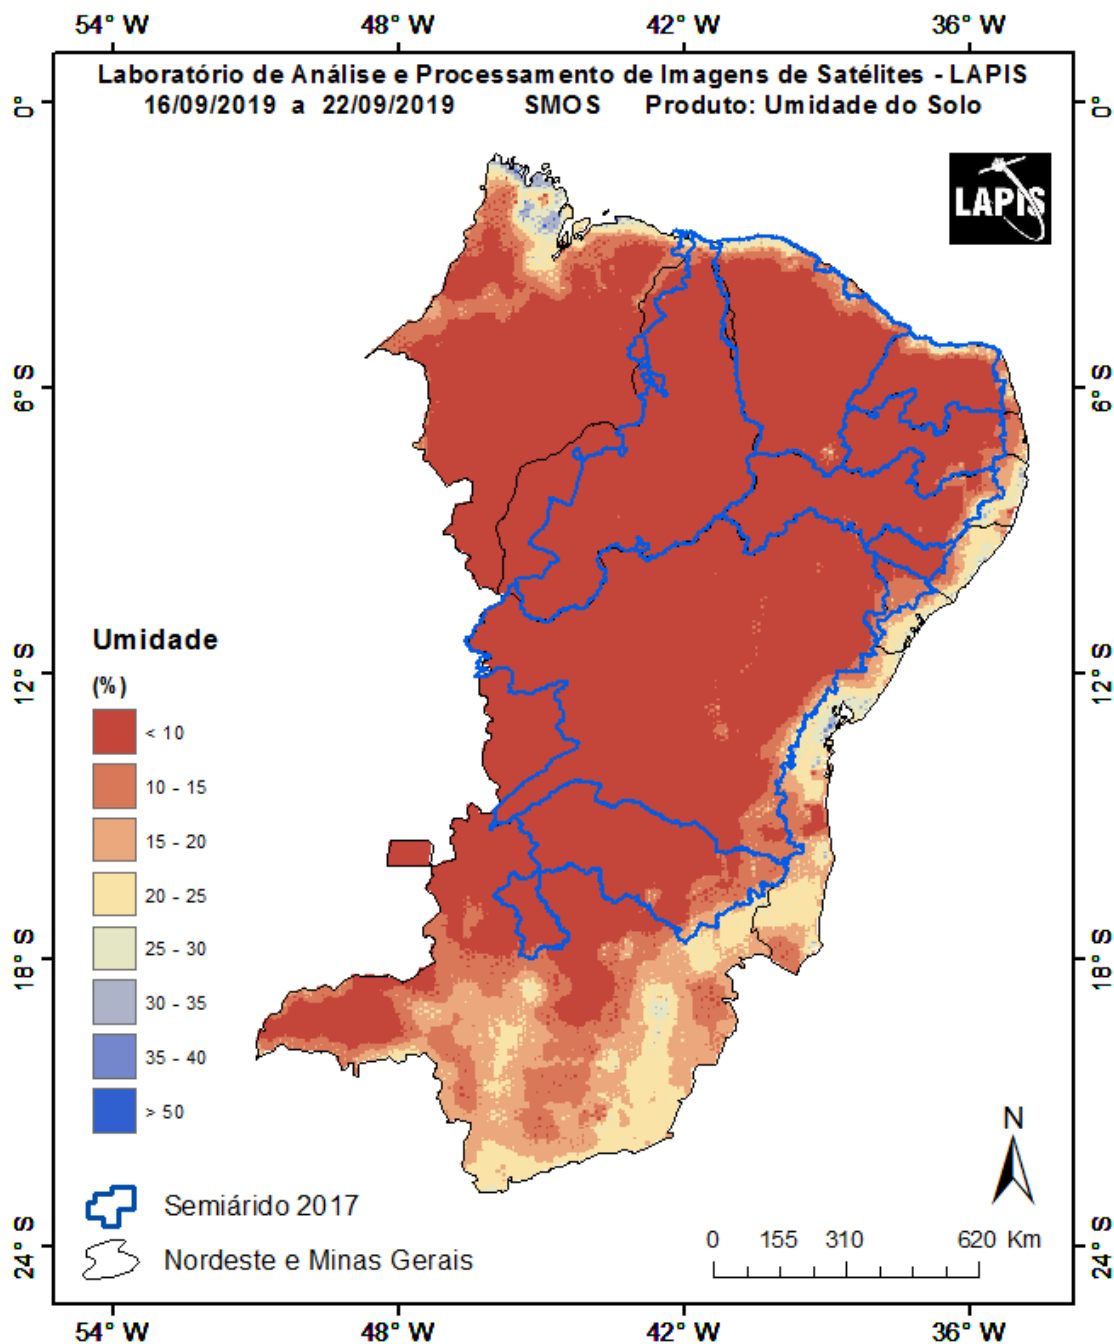 54° W 48° W 42° W 36° W
Laboratório de Análise e Processamento de Imagens de Satélites - LAPIS
16/09/2019 a 22/09/2019 SMOS Produto: Umidade do Solo
0° 0°
LAPIS
6° S 6° S
Umidade
12° S 12° S
(%)
< 10
10 - 15
15 - 20
20 - 25
25 - 30
18° S 18° S
30 - 35
35 - 40
> 50
N
Semiárido 2017
0 155 310 620 Km
24° S 24° S
Nordeste e Minas Gerais
54° W 48° W 42° W 36° W